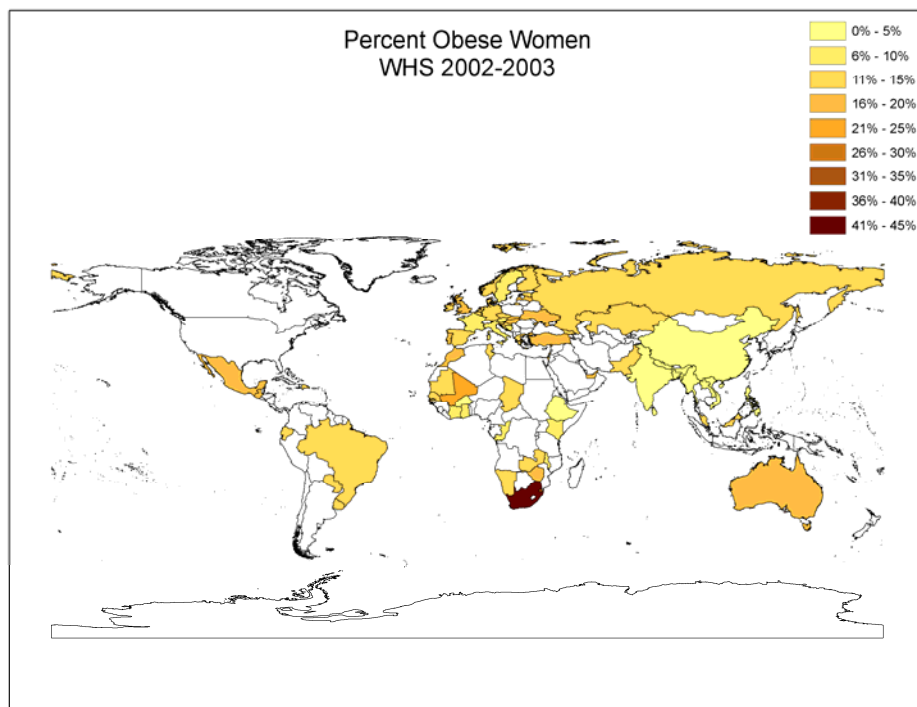 Percent Obese Women
WHS 2002-2003
0% - 5%
6% - 10%
11% - 15%
16% - 20%
21% - 25%
26% - 30%
31% - 35%
36% - 40%
41% - 45%